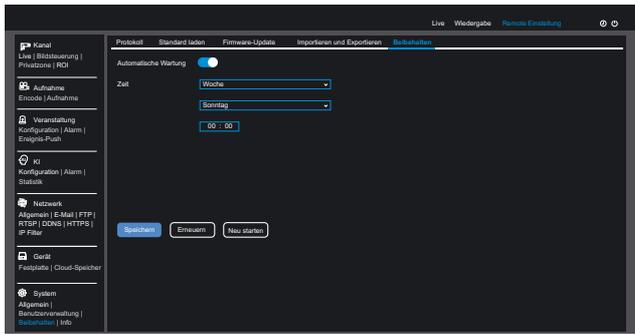 Live Wiedergabe Remote Einstellung
Kanal
Live | Bildsteuerung |
Privatzone | ROI
Aufnahme
Encode | Aufnahme
Veranstaltung
Konfiguration | Alarm |
Ereignis-Push
KI
Konfiguration | Alarm |
Statistik
Netzwerk
Allgemein | E-Mail | FTP |
RTSP | DDNS | HTTPS |
IP Filter
Gerät
Festplatte | Cloud-Speicher
System
Allgemein |
Benutzerverwaltung |
Beibehalten | Info
Protokoll Standard laden Firmware-Update Importieren und Exportieren Beibehalten
Automatische Wartung
Zeit Woche
Sonntag
00 : 00
Speichern Erneuern Neu starten